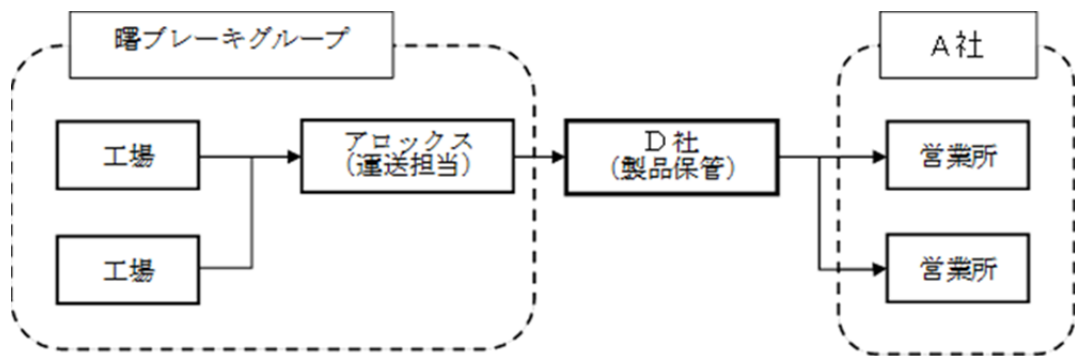 曙ブレーキグループ
A社
工場
アロックス
(運送担当)
D社
(製品保管)
営業所
工場
営業所